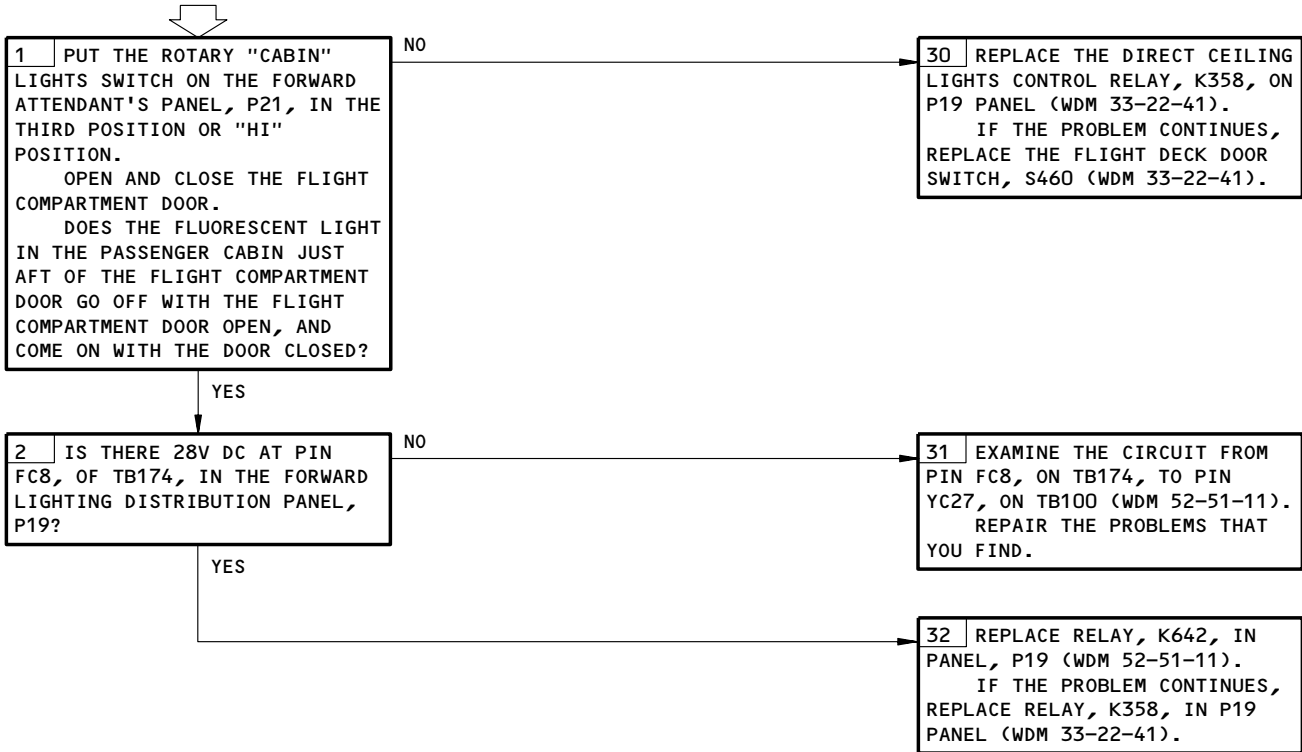 1 PUT THE ROTARY "CABIN"
LIGHTS SWITCH ON THE FORWARD
ATTENDANT'S PANEL, P21, IN THE
THIRD POSITION OR "HI"
POSITION.
OPEN AND CLOSE THE FLIGHT
COMPARTMENT DOOR.
DOES THE FLUORESCENT LIGHT
IN THE PASSENGER CABIN JUST
AFT OF THE FLIGHT COMPARTMENT
DOOR GO OFF WITH THE FLIGHT
COMPARTMENT DOOR OPEN, AND
COME ON WITH THE DOOR CLOSED?
NO
30 REPLACE THE DIRECT CEILING
LIGHTS CONTROL RELAY, K358, ON
P19 PANEL (WDM 33-22-41).
IF THE PROBLEM CONTINUES,
REPLACE THE FLIGHT DECK DOOR
SWITCH, S460 (WDM 33-22-41).
YES
2 IS THERE 28V DC AT PIN
FC8, OF TB174, IN THE FORWARD
LIGHTING DISTRIBUTION PANEL,
P19?
NO
31 EXAMINE THE CIRCUIT FROM
PIN FC8, ON TB174, TO PIN
YC27, ON TB100 (WDM 52-51-11).
REPAIR THE PROBLEMS THAT
YOU FIND.
YES
32 REPLACE RELAY, K642, IN
PANEL, P19 (WDM 52-51-11).
IF THE PROBLEM CONTINUES,
REPLACE RELAY, K358, IN P19
PANEL (WDM 33-22-41).